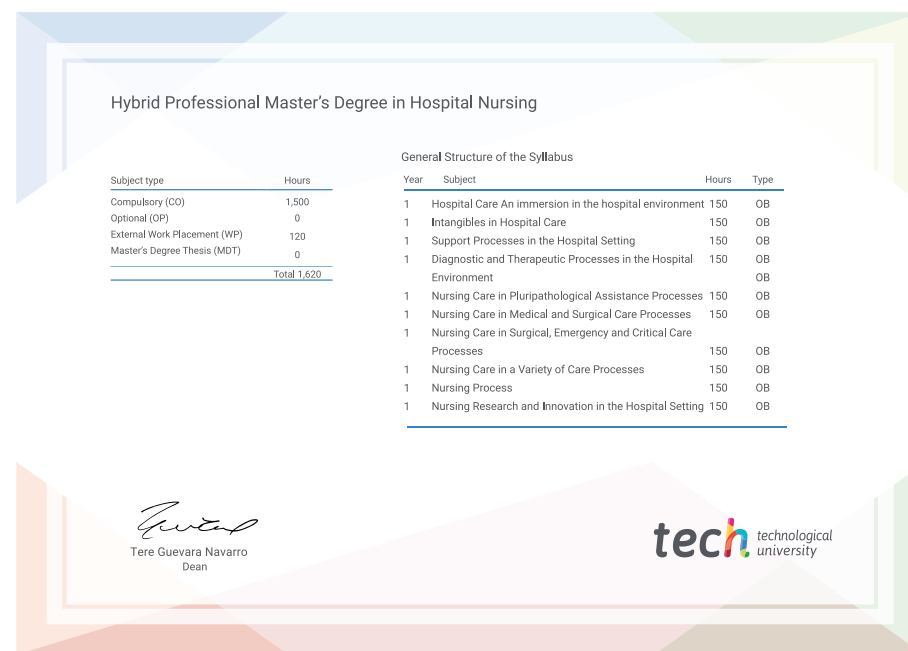 Hybrid Professional Master's Degree in Hospital Nursing
Subject type Hours
Compulsory (CO) 1,500
Optional (OP) 0
External Work Placement (WP) 120
Master's Degree Thesis (MDT) 0
Total 1,620
General Structure of the Syllabus
Year Subject Hours Type
1 Hospital Care An immersion in the hospital environment 150 OB
1 Intangibles in Hospital Care 150 OB
1 Support Processes in the Hospital Setting 150 OB
1 Diagnostic and Therapeutic Processes in the Hospital 150 OB
Environment OB
1 Nursing Care in Pluripathological Assistance Processes 150 OB
1 Nursing Care in Medical and Surgical Care Processes 150 OB
1 Nursing Care in Surgical, Emergency and Critical Care
Processes 150 OB
1 Nursing Care in a Variety of Care Processes 150 OB
1 Nursing Process 150 OB
1 Nursing Research and Innovation in the Hospital Setting 150 OB
Tere Guevara Navarro
Dean
tech technological
university